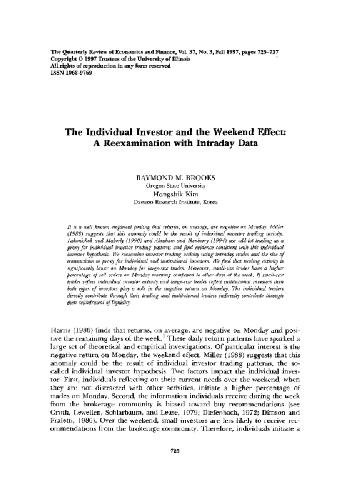 The Quarterly Review of Economics and Finance, Vol. 37, No. 3, Fall 1997, pages 725-737
Copyright © 1997 Trustees of the University of Illinois
All rights of reproduction in any form reserved
ISSN 1062-9769
The Individual Investor and the Weekend Effect:
A Reexamination with Intraday Data
RAYMOND M. BROOKS
Oregon State University
Hongshik Kim
Daewoo Research Institute, Korea
It is a well known regularity that returns, on average, are negative on Monday. Miller
(1988) suggests that this anomaly could be the result of individual investor trading activity.
Lakonishok and Maberly (1990) and Abraham and Ikenberry (1994) use odd lot trading as a
proxy for individual investor trading patterns and find evidence consistent with this individual
investor hypothesis. We reexamine investor trading activity using intraday trades and the size of
transactions as proxy for individual and institutional investors. We find that trading activity is
significantly lower on Monday for large-size trades. However, small-size trades have a higher
percentage of sell orders on Monday morning compared to other days of the week. If small-size
trades reflect individual investor activity and large-size trades reflect institutional investors then
both types of investors play a role in the negative return on Monday. The individual traders
directly contribute through their trading and institutional traders indirectly contribute through
their withdrawal of liquidity.
Harris (1986) finds that returns, on average, are negative on Monday and posi-
tive the remaining days of the week. These daily return patterns have sparked a
large set of theoretical and empirical investigations. Of particular interest is the
negative return on Monday, the weekend effect. Miller (1988) suggests that this
anomaly could be the result of individual investor trading patterns, the so-
called individual investor hypothesis. Two factors impact the individual inves-
tor. First, individuals reflecting on their current needs over the weekend, when
they are not distracted with other activities, initiate a higher percentage of
trades on Monday. Second, the information individuals receive during the week
from the brokerage community is biased toward buy recommendations (see
Groth, Lewellen, Schlarbaum, and Lease, 1979; Diefenbach, 1972; Dimson and
Fraletti, 1986). Over the weekend, small investors are less likely to receive rec-
ommendations from the brokerage community. Therefore, individuals initiate a
725